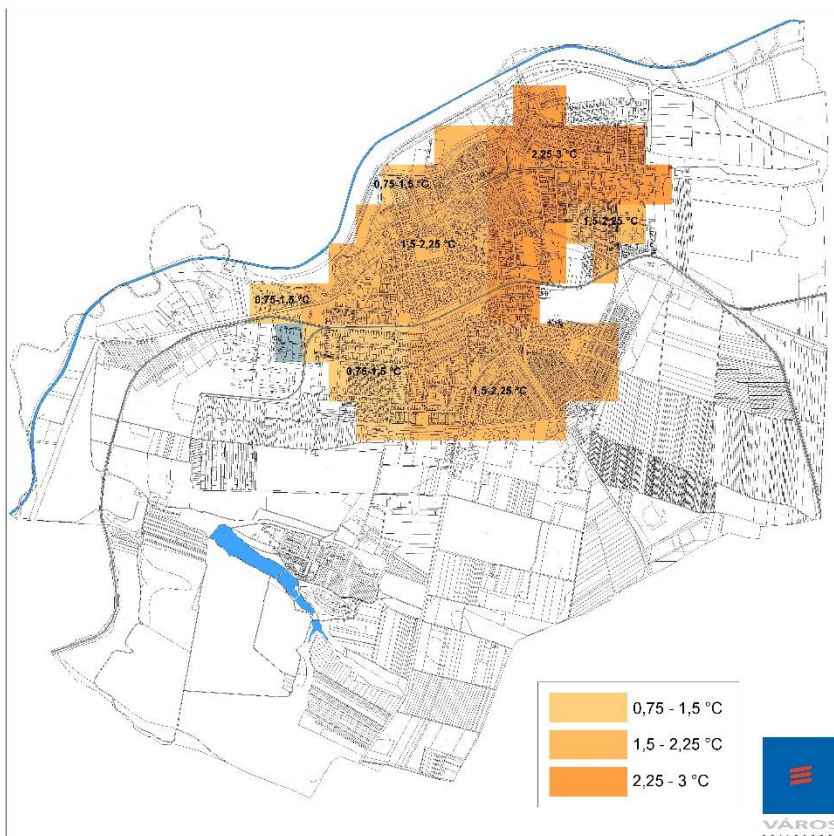 2,25-3 °C
0,75-1,5 °C
1,5-2,25 °C
1,5-2,25 °C
0,75-1,5 °C
0,75-1,5 °C
1,5-2,25 °C
0,75 - 1,5 °C
1,5 - 2,25 °C
2,25 - 3 °C
VÁROS